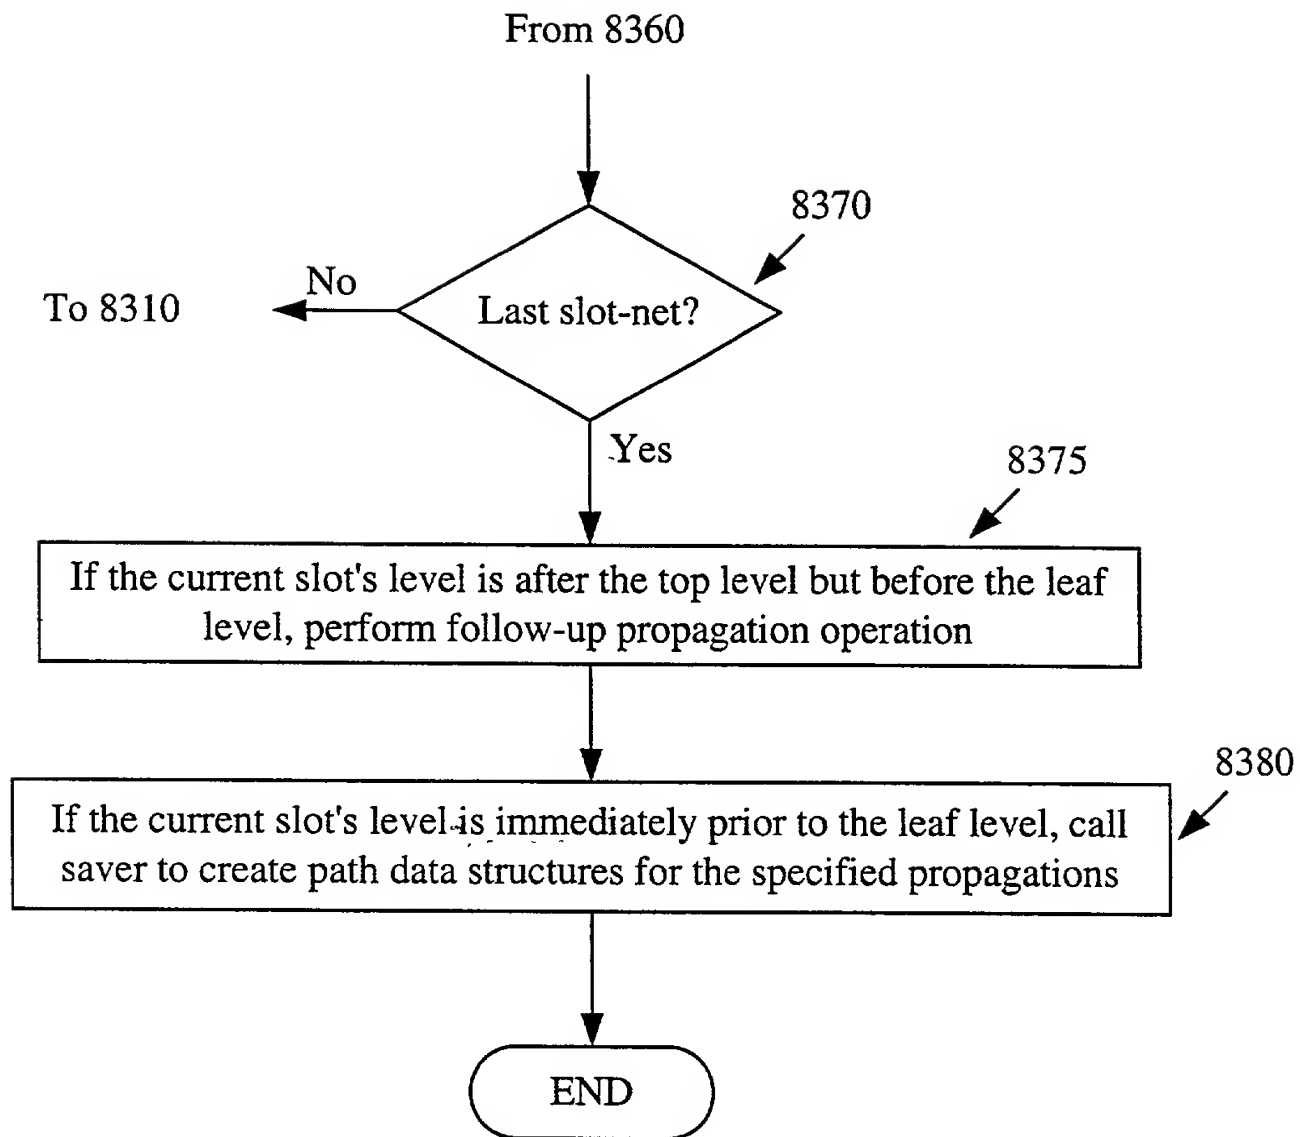 From 8360
8370
No
To 8310
Last slot-net?
Yes
8375
If the current slot's level is after the top level but before the leaf
level, perform follow-up propagation operation
8380
If the current slot's level is immediately prior to the leaf level, call
saver to create path data structures for the specified propagations
END